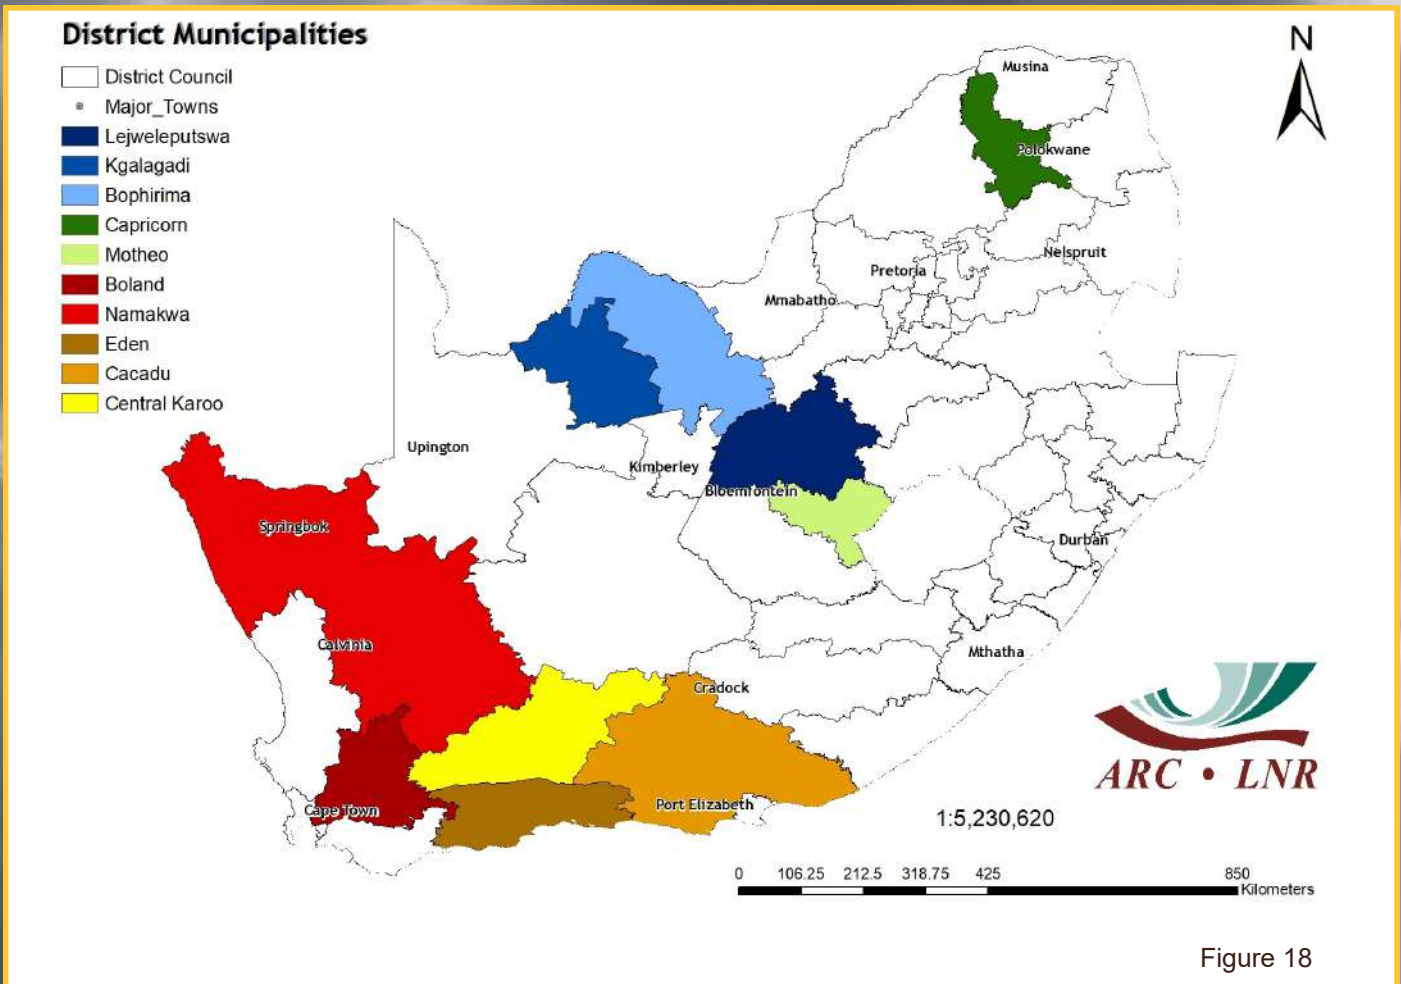 District Municipalities
District Council
Major_Towns
Lejweleputswa
Kgalagadi
Bophirima
Capricorn
Motheo
Boland
Namakwa
Eden
Cacadu
Central Karoo
N
Musina
Polokwane
Nelspruit
Pretoria
Mmabatho
Upington
Kimberley
Bloemfontein
Springbok
Durban
Calvinia
Mthatha
Cradock
Cape Town
Port Elizabeth
ARC • LNR
1:5,230,620
0 106.25 212.5 318.75 425 850
Kilometers
Figure 18